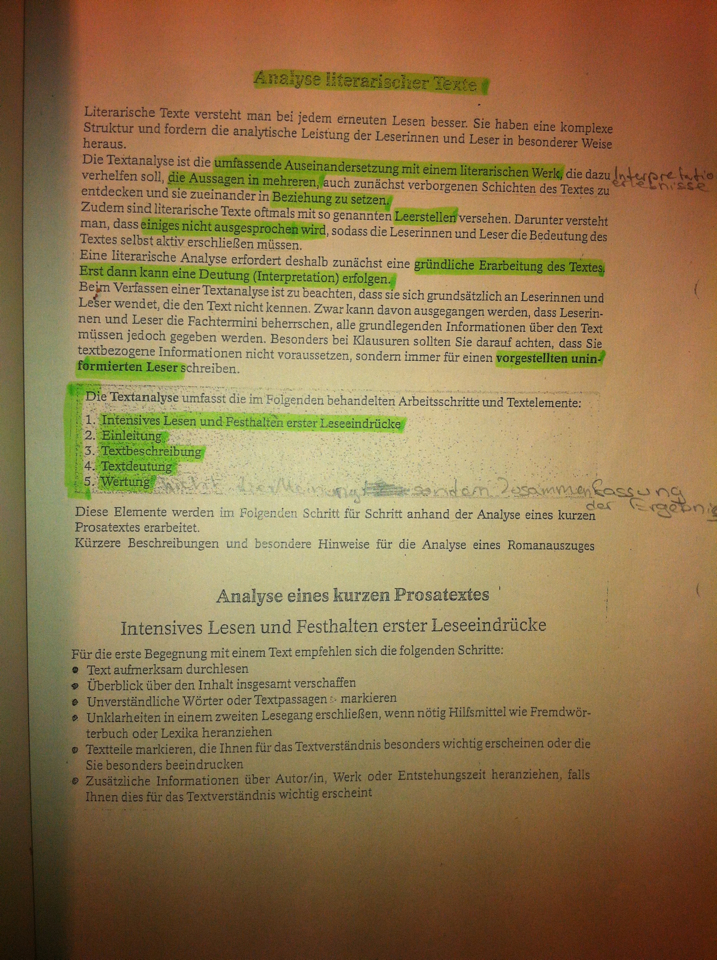 Analyse literarischer Texte
Literarische Texte versteht man bei jedem erneuten Lesen besser. Sie haben eine komplexe
Struktur und fordern die analytische Leistung der Leserinnen und Leser in besonderer Weise
heraus.
Die Textanalyse ist die umfassende Auseinandersetzung mit einem literarischen Werk, die dazu
verhelfen soll, die Aussagen in mehreren, auch zunächst verborgenen Schichten des Textes zu
entdecken und sie zueinander in Beziehung zu setzen.
Interpretatio
erlebnisse
Zudem sind literarische Texte oftmals mit so genannten Leerstellen versehen. Darunter versteht
man, dass einiges nicht ausgesprochen wird, sodass die Leserinnen und Leser die Bedeutung des
Textes selbst aktiv erschließen müssen.
Eine literarische Analyse erfordert deshalb zunächst eine gründliche Erarbeitung des Textes.
Erst dann kann eine Deutung (Interpretation) erfolgen.
Beim Verfassen einer Textanalyse ist zu beachten, dass sie sich grundsätzlich an Leserinnen und
Leser wendet, die den Text nicht kennen. Zwar kann davon ausgegangen werden, dass Leserin-
nen und Leser die Fachtermini beherrschen, alle grundlegenden Informationen über den Text
müssen jedoch gegeben werden. Besonders bei Klausuren sollten Sie darauf achten, dass Sie
textbezogene Informationen nicht voraussetzen, sondern immer für einen vorgestellten unin-
formierten Leser schreiben.
Die Textanalyse umfasst die im Folgenden behandelten Arbeitsschritte und Textelemente:
1. Intensives Lesen und Festhalten erster Leseeindrücke
2. Einleitung
3. Textbeschreibung
4. Textdeutung
5. Wertung sondern Zusammenfassung
der Ergebnis
Diese Elemente werden im Folgenden Schritt für Schritt anhand der Analyse eines kurzen
Prosatextes erarbeitet.
Kürzere Beschreibungen und besondere Hinweise für die Analyse eines Romanauszuges
Analyse eines kurzen Prosatextes
Intensives Lesen und Festhalten erster Leseeindrücke
Für die erste Begegnung mit einem Text empfehlen sich die folgenden Schritte:
• Text aufmerksam durchlesen
• Überblick über den Inhalt insgesamt verschaffen
• Unverständliche Wörter oder Textpassagen markieren
• Unklarheiten in einem zweiten Lesegang erschließen, wenn nötig Hilfsmittel wie Fremdwör-
terbuch oder Lexika heranziehen
• Textteile markieren, die Ihnen für das Textverständnis besonders wichtig erscheinen oder die
Sie besonders beeindrucken
• Zusätzliche Informationen über Autor/in, Werk oder Entstehungszeit heranziehen, falls
Ihnen dies für das Textverständnis wichtig erscheint